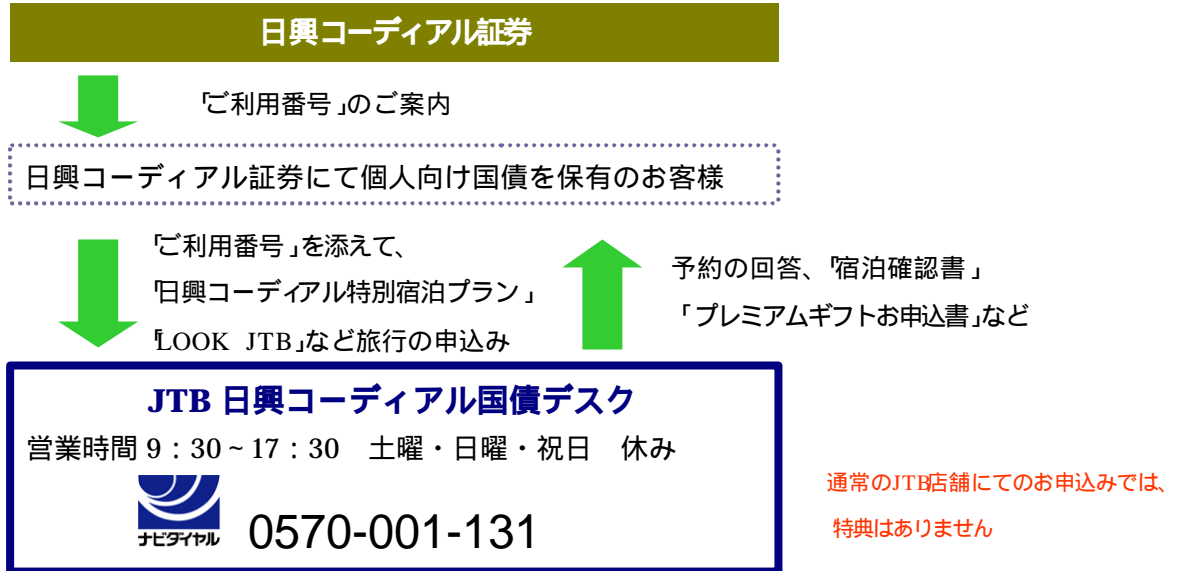 日興コーディアル証券
「ご利用番号」のご案内
日興コーディアル証券にて個人向け国債を保有のお客様
「ご利用番号」を添えて、
「日興コーディアル特別宿泊プラン」
「LOOK JTB」など旅行の申込み
予約の回答、「宿泊確認書」
「プレミアムギフトお申込書」など
JTB 日興コーディアル国債デスク
営業時間 9：30～17：30　土曜・日曜・祝日　休み
ナビダイヤル 0570-001-131
通常のJTB店舗にてのお申込みでは、
特典はありません